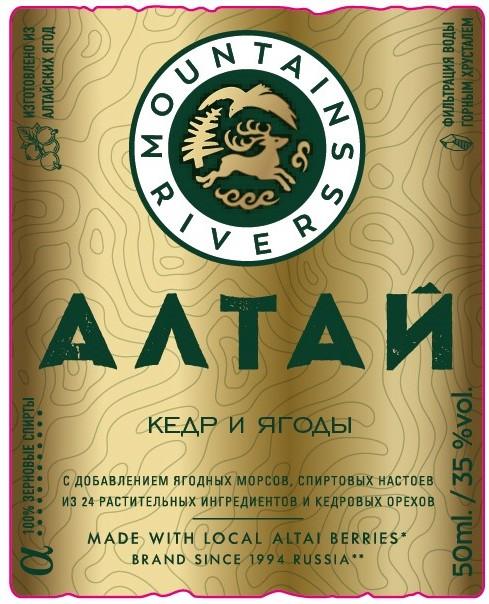 ИЗГОТОВЛЕНО ИЗ
АЛТАЙСКИХ ЯГОД
ФИЛЬТРАЦИЯ ВОДЫ
ГОРНЫМ ХРУСТАЛЕМ
MOUNTAINS
RIVERS
АЛТАЙ
КЕДР И ЯГОДЫ
С ДОБАВЛЕНИЕМ ЯГОДНЫХ МОРСОВ, СПИРТОВЫХ НАСТОЕВ
ИЗ 24 РАСТИТЕЛЬНЫХ ИНГРЕДИЕНТОВ И КЕДРОВЫХ ОРЕХОВ
MADE WITH LOCAL ALTAI BERRIES*
BRAND SINCE 1994 RUSSIA**
α 100% ЗЕРНОВЫЕ СПИРТЫ
50ml. / 35 %vol.